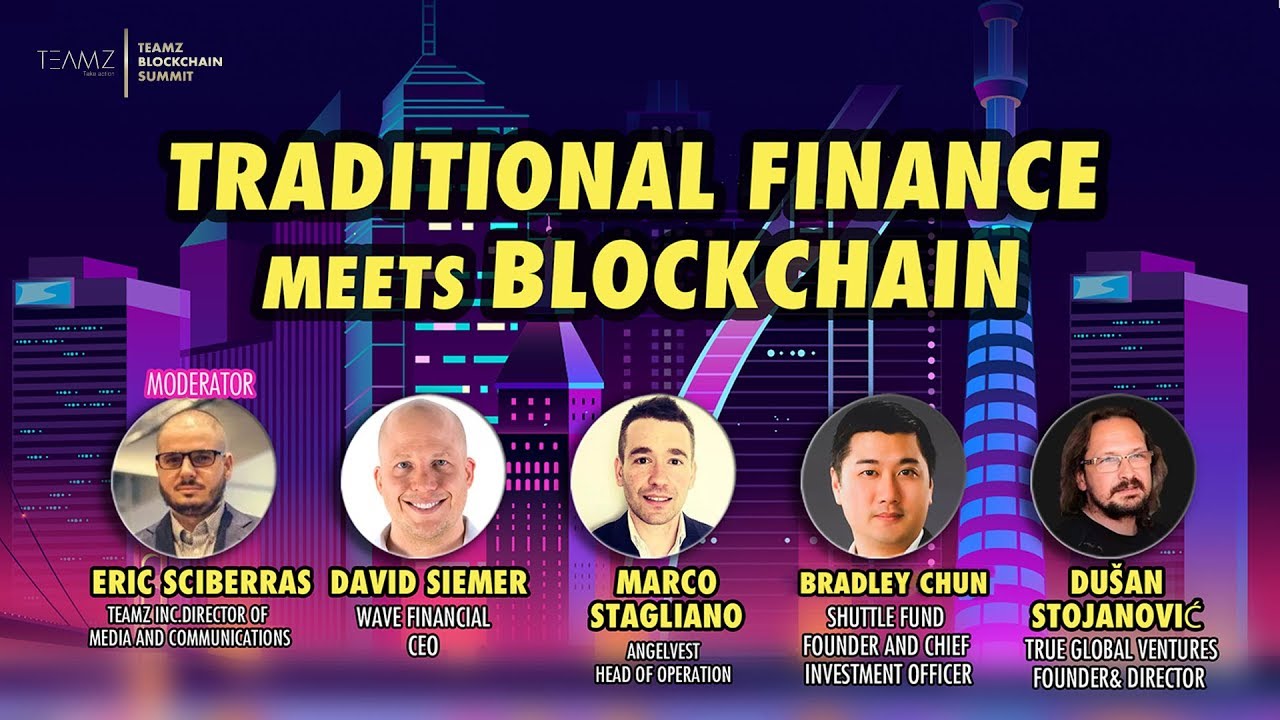 TEAMZ
Take action
TEAMZ
BLOCKCHAIN
SUMMIT
TRADITIONAL FINANCE
MEETS BLOCKCHAIN
MODERATOR
ERIC SCIBERRAS
TEAMZ INC.DIRECTOR OF
MEDIA AND COMMUNICATIONS
DAVID SIEMER
WAVE FINANCIAL
CEO
MARCO
STAGLIANO
ANGELVEST
HEAD OF OPERATION
BRADLEY CHUN
SHUTTLE FUND
FOUNDER AND CHIEF
INVESTMENT OFFICER
DUŠAN
STOJANOVIĆ
TRUE GLOBAL VENTURES
FOUNDER& DIRECTOR